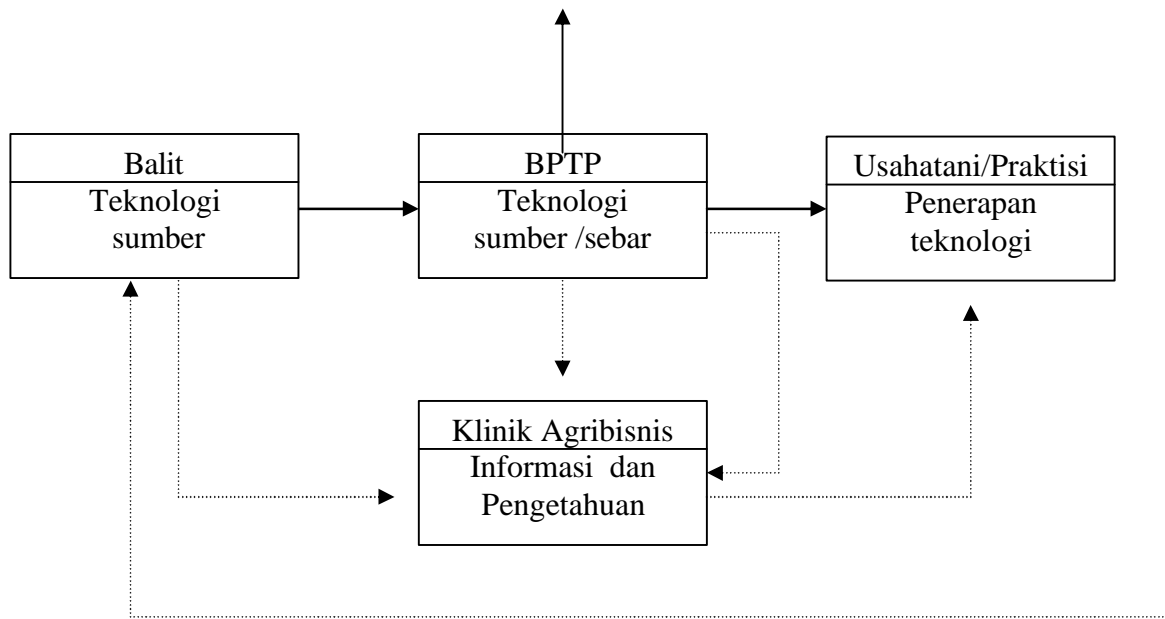 Balit
Teknologi
sumber
BPTP
Teknologi
sumber /sebar
Usahatani/Praktisi
Penerapan
teknologi
Klinik Agribisnis
Informasi dan
Pengetahuan